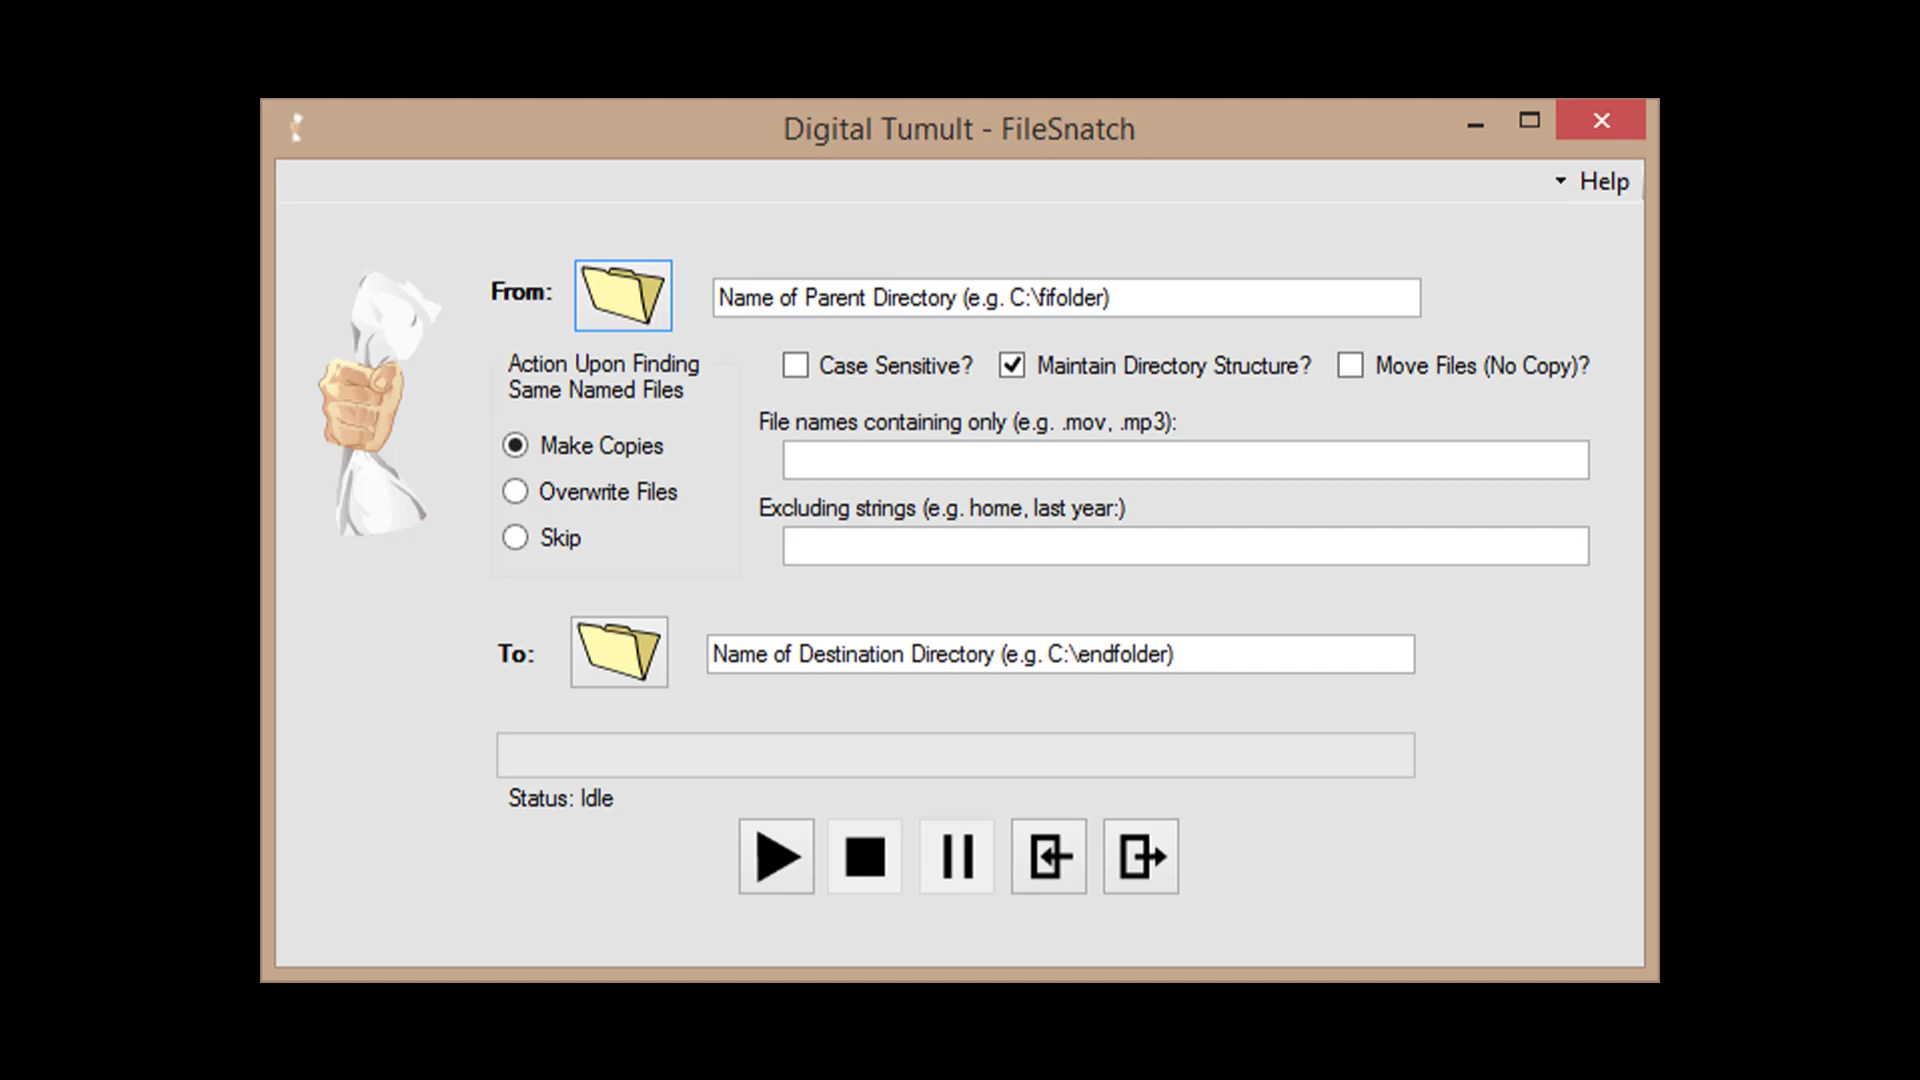 Digital Tumult - FileSnatch
Help
From:
Name of Parent Directory (e.g. C:\fifolder)
Action Upon Finding
Same Named Files
Case Sensitive?
Maintain Directory Structure?
Move Files (No Copy)?
File names containing only (e.g. .mov, .mp3):
Make Copies
Overwrite Files
Excluding strings (e.g. home, last year:)
Skip
To:
Name of Destination Directory (e.g. C:\endfolder)
Status: Idle